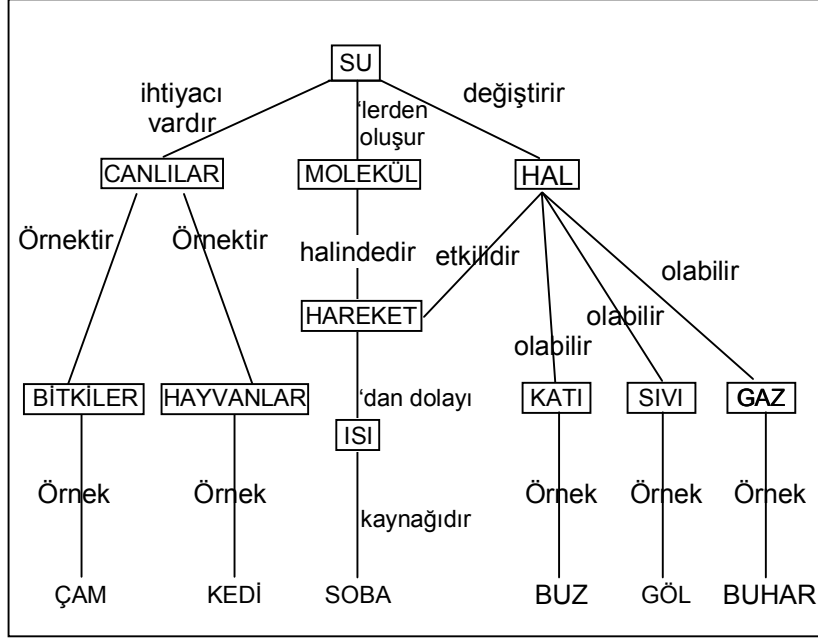 SU
ihtiyacı
vardır
'lerden
oluşur
değiştirir
CANLILAR
MOLEKÜL
HAL
Örnektir
Örnektir
halindedir
etkilidir
olabilir
HAREKET
olabilir
olabilir
BİTKİLER
HAYVANLAR
'dan dolayı
KATI
SIVI
GAZ
ISI
Örnek
Örnek
kaynağıdır
Örnek
Örnek
Örnek
ÇAM
KEDİ
SOBA
BUZ
GÖL
BUHAR